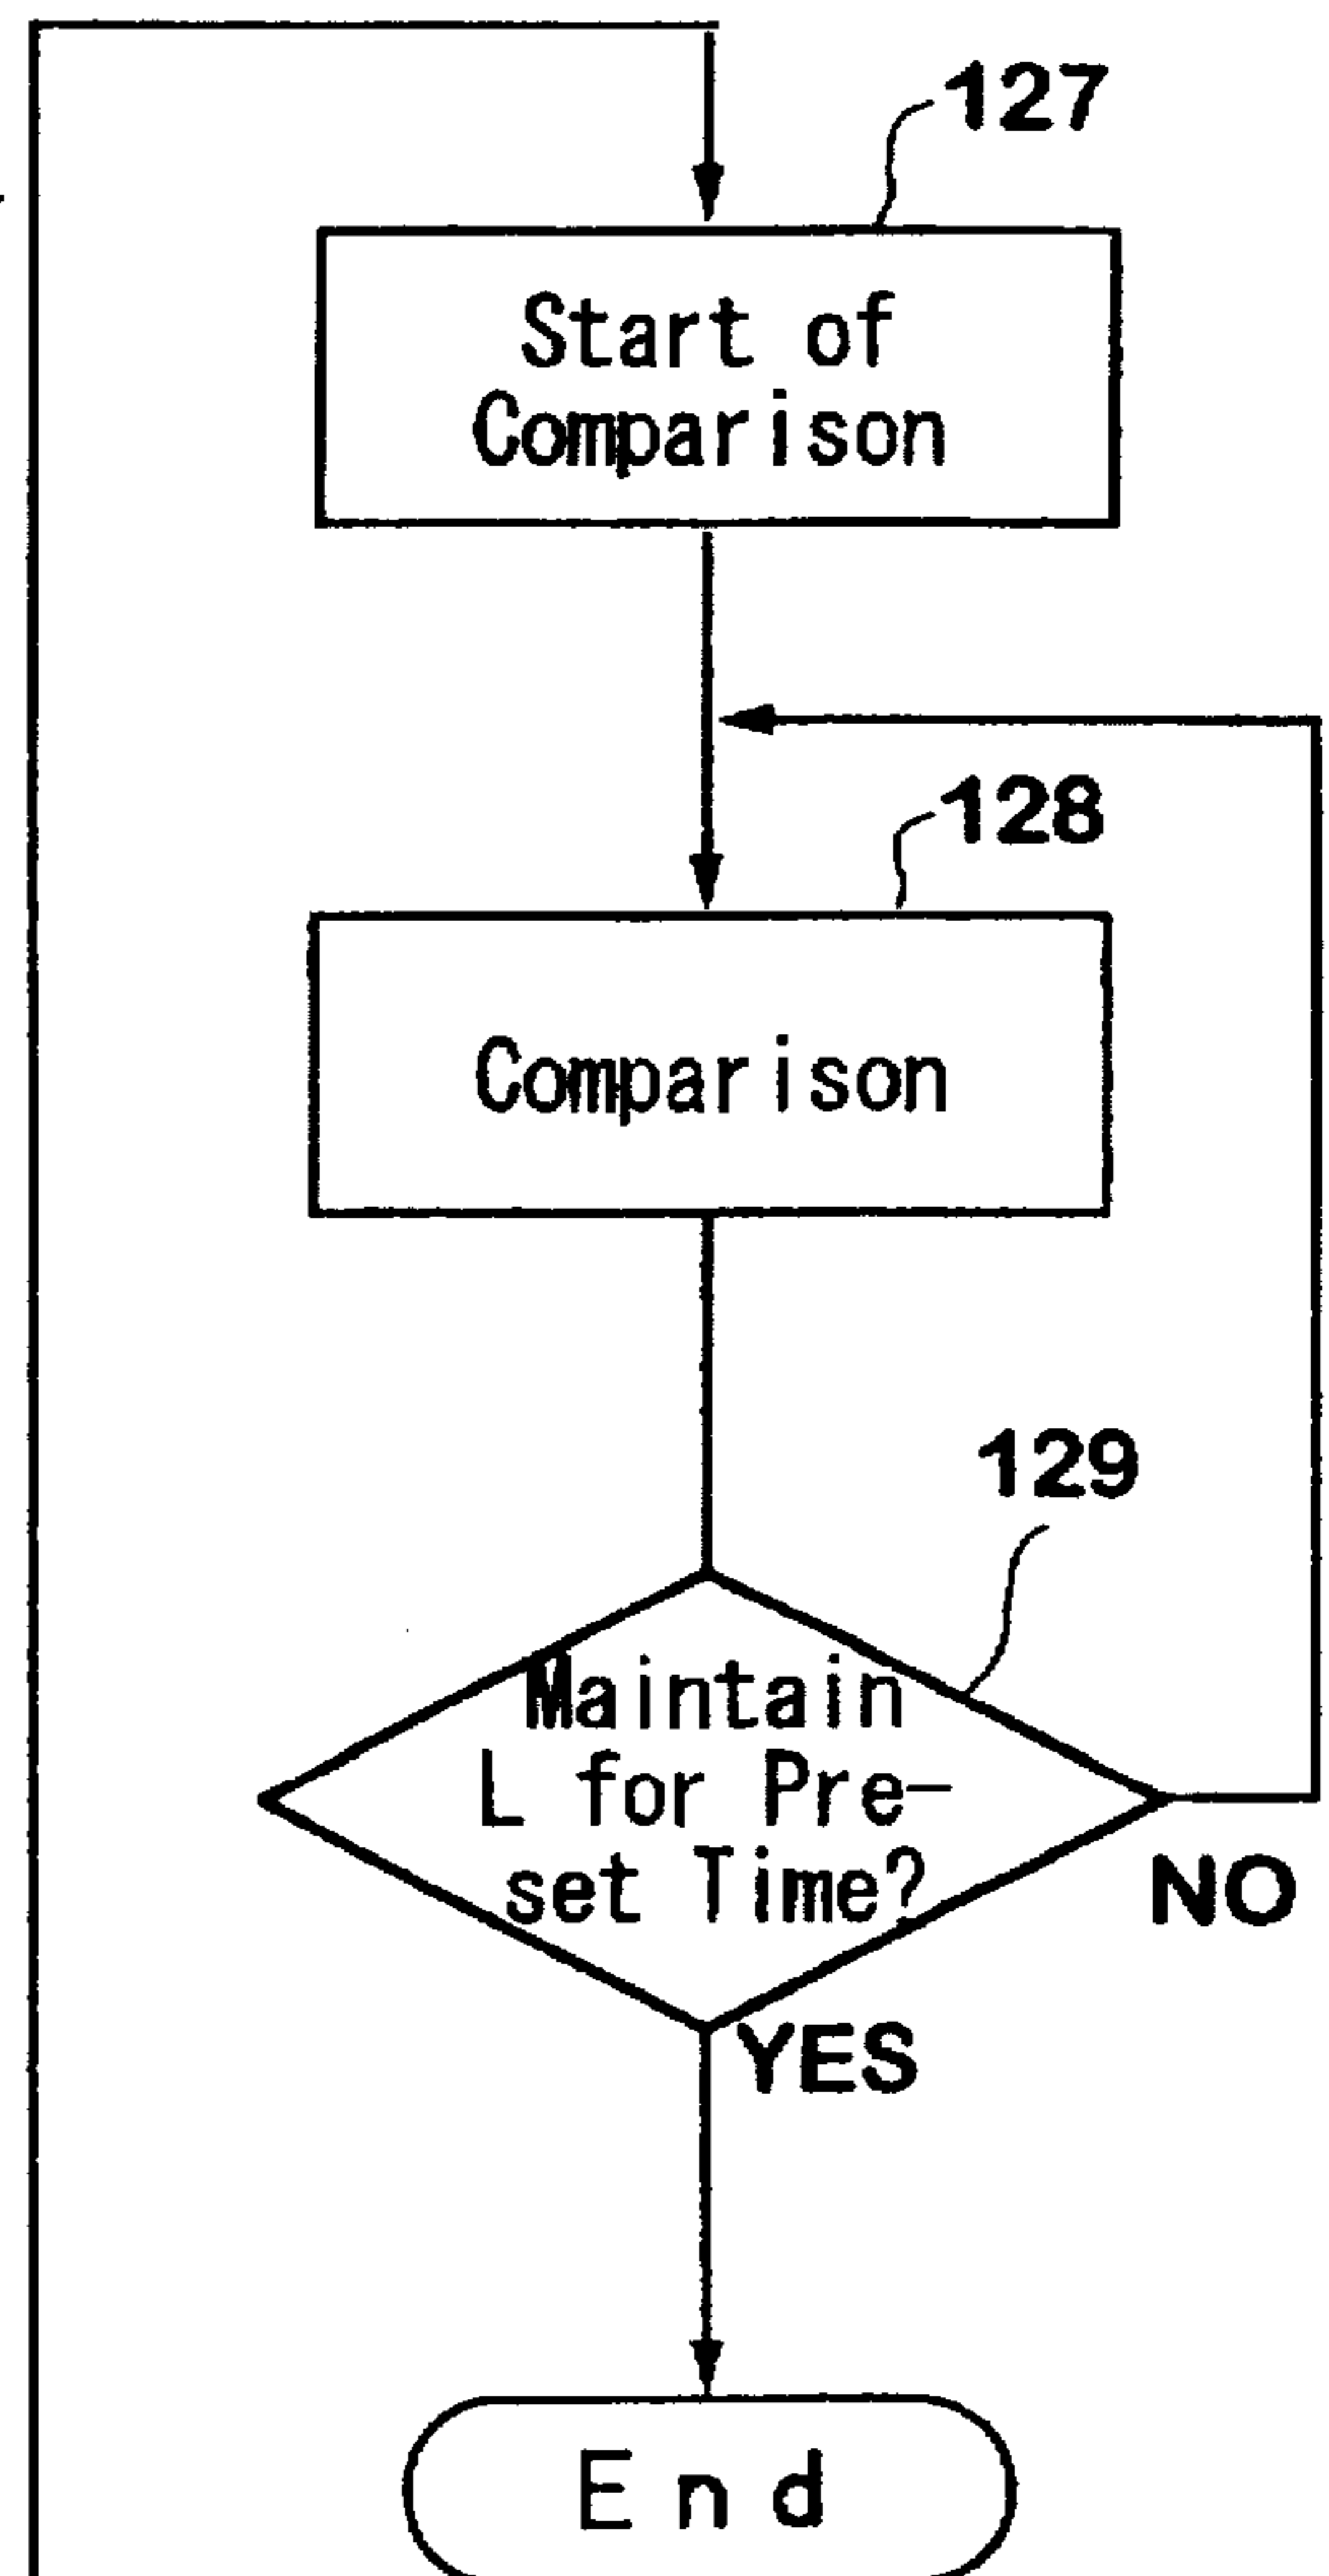 127
Start of
Comparison
128
Comparison
129
Maintain
L for Pre-
set Time?
NO
YES
End